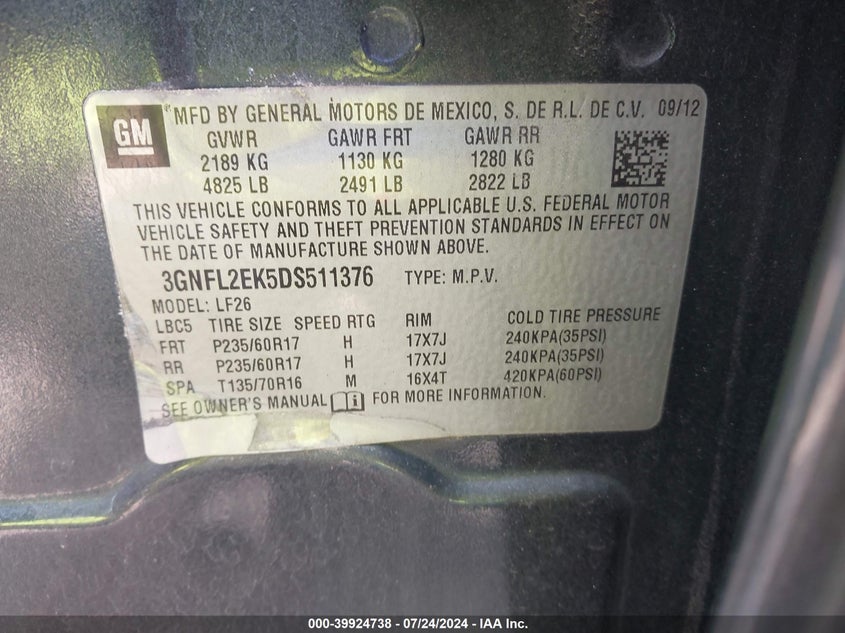 GM ® MFD BY GENERAL MOTORS DE MEXICO, S. DE R.L. DE C.V. 09/12
GVWR GAWR FRT GAWR RR
2189 KG 1130 KG 1280 KG
4825 LB 2491 LB 2822 LB
THIS VEHICLE CONFORMS TO ALL APPLICABLE U.S. FEDERAL MOTOR
VEHICLE SAFETY AND THEFT PREVENTION STANDARDS IN EFFECT ON
THE DATE OF MANUFACTURE SHOWN ABOVE.
3GNFL2EK5DS511376 TYPE: M.P.V.
MODEL: LF26
LBC5 TIRE SIZE SPEED RTG RIM COLD TIRE PRESSURE
FRT P235/60R17 H 17X7J 240KPA(35PSI)
RR P235/60R17 H 17X7J 240KPA(35PSI)
SPA T135/70R16 M 16X4T 420KPA(60PSI)
SEE OWNER'S MANUAL i FOR MORE INFORMATION.
000-39924738 - 07/24/2024 - IAA Inc.